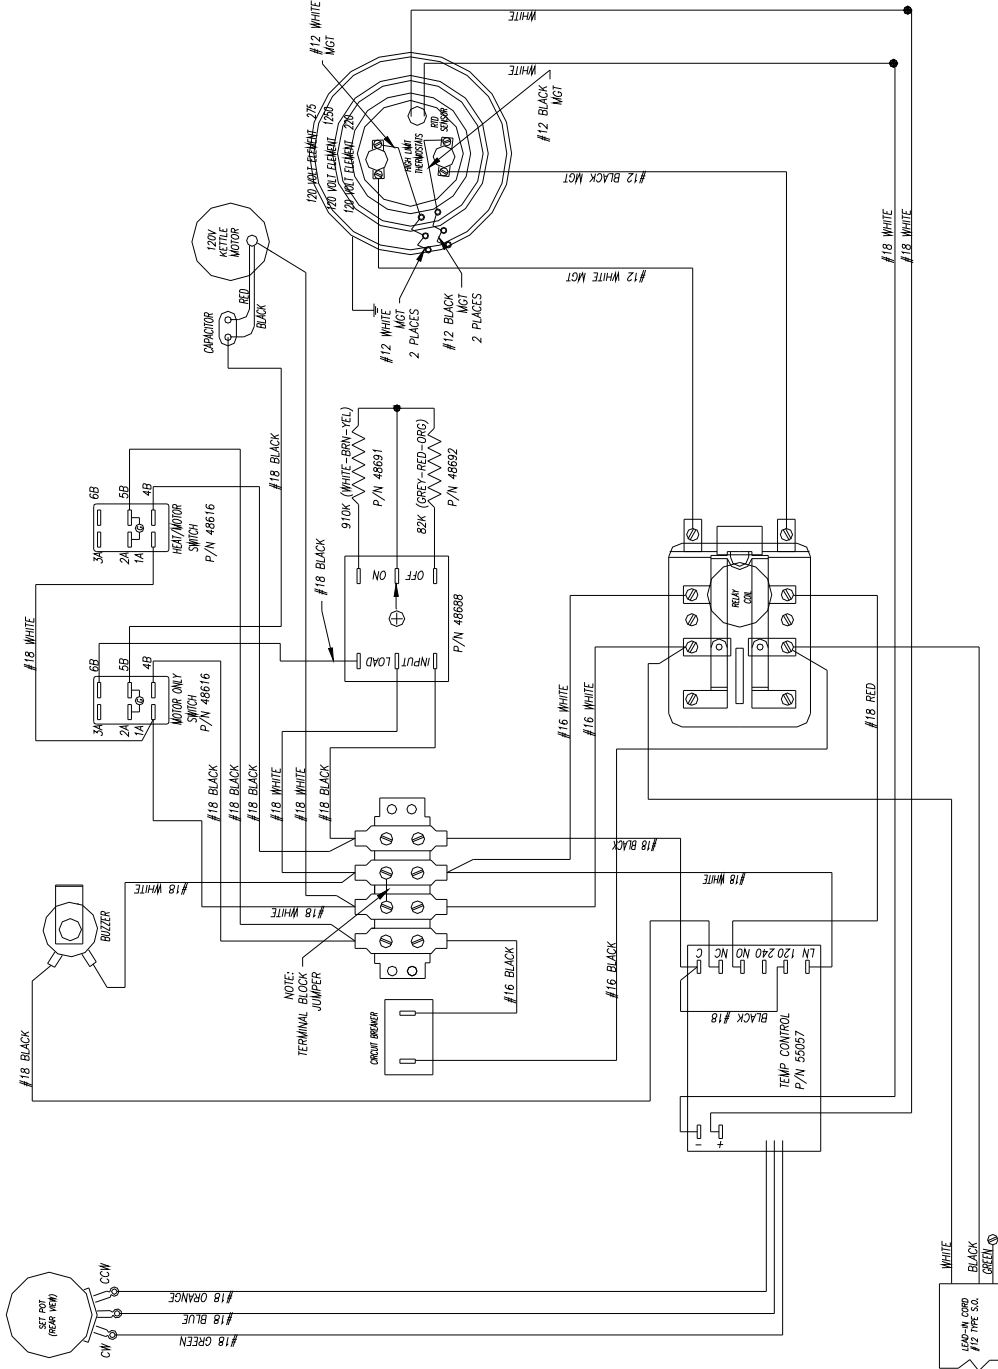 #12 WHITE
MGT
WHITE
WHITE
#12 BLACK
MGT
120 VOLT ELEMENT 275
120 VOLT ELEMENT 1250
120 VOLT ELEMENT 220
HIGH LIMIT
THERMOSTATS
RTD
SENSOR
#12 BLACK MGT
#12 WHITE MGT
#12 WHITE
MGT
2 PLACES
#12 BLACK
MGT
2 PLACES
#18 WHITE
#18 WHITE
120V
KETTLE
MOTOR
RED
BLACK
CAPACITOR
#18 BLACK
6B
5B
4B
3A
2A
1A
HEAT/MOTOR
SWITCH
P/N 48616
#18 WHITE
6B
5B
4B
3A
2A
1A
MOTOR ONLY
SWITCH
P/N 48616
910K (WHITE-BRN-YEL)
P/N 48691
82K (GREY-RED-ORG)
P/N 48692
#18 BLACK
ON
OFF
LOAD
INPUT
P/N 48688
#18 BLACK
#18 BLACK
#18 BLACK
#18 WHITE
#18 WHITE
#18 BLACK
RELAY
COIL
#16 WHITE
#16 WHITE
#18 RED
#18 WHITE
#18 WHITE
#18 BLACK
#18 WHITE
BUZZER
#18 BLACK
NOTE:
TERMINAL BLOCK
JUMPER
CIRCUIT BREAKER
#16 BLACK
#16 BLACK
C
NC
NO
240
120
LN
BLACK #18
TEMP CONTROL
P/N 55057
-
+
SET POT
(REAR VIEW)
CCW
CW
#18 ORANGE
#18 BLUE
#18 GREEN
WHITE
BLACK
GREEN
LEAD-IN CORD
#12 TYPE S.O.